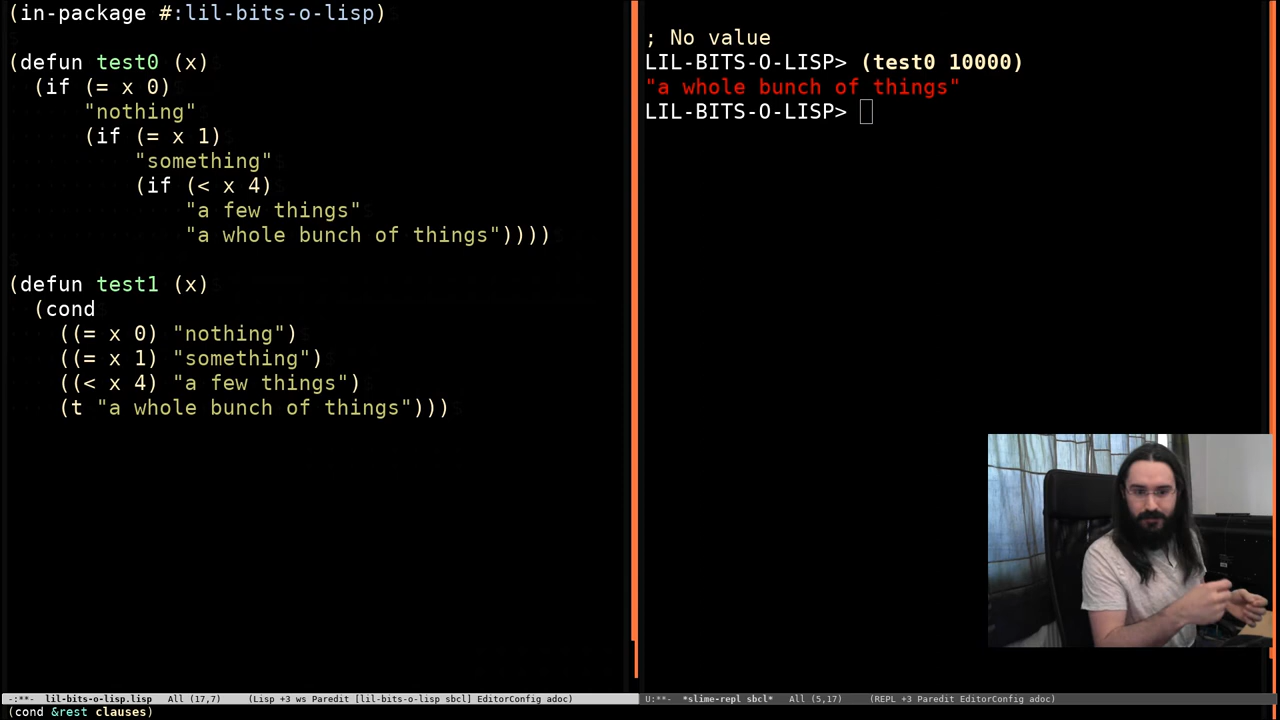 (in-package #:lil-bits-o-lisp)
(defun test0 (x)
(if (= x 0)
"nothing"
(if (= x 1)
"something"
(if (< x 4)
"a few things"
"a whole bunch of things"))))
(defun test1 (x)
(cond
((= x 0) "nothing")
((= x 1) "something")
((< x 4) "a few things")
(t "a whole bunch of things")))
; No value
LIL-BITS-O-LISP> (test0 10000)
"a whole bunch of things"
LIL-BITS-O-LISP>
-:**- lil-bits-o-lisp.lisp All (17,7) (Lisp +3 ws Paredit [lil-bits-o-lisp sbcl] EditorConfig adoc)
U:**- *slime-repl sbcl* All (5,17) (REPL +3 Paredit EditorConfig adoc)
(cond &rest clauses)